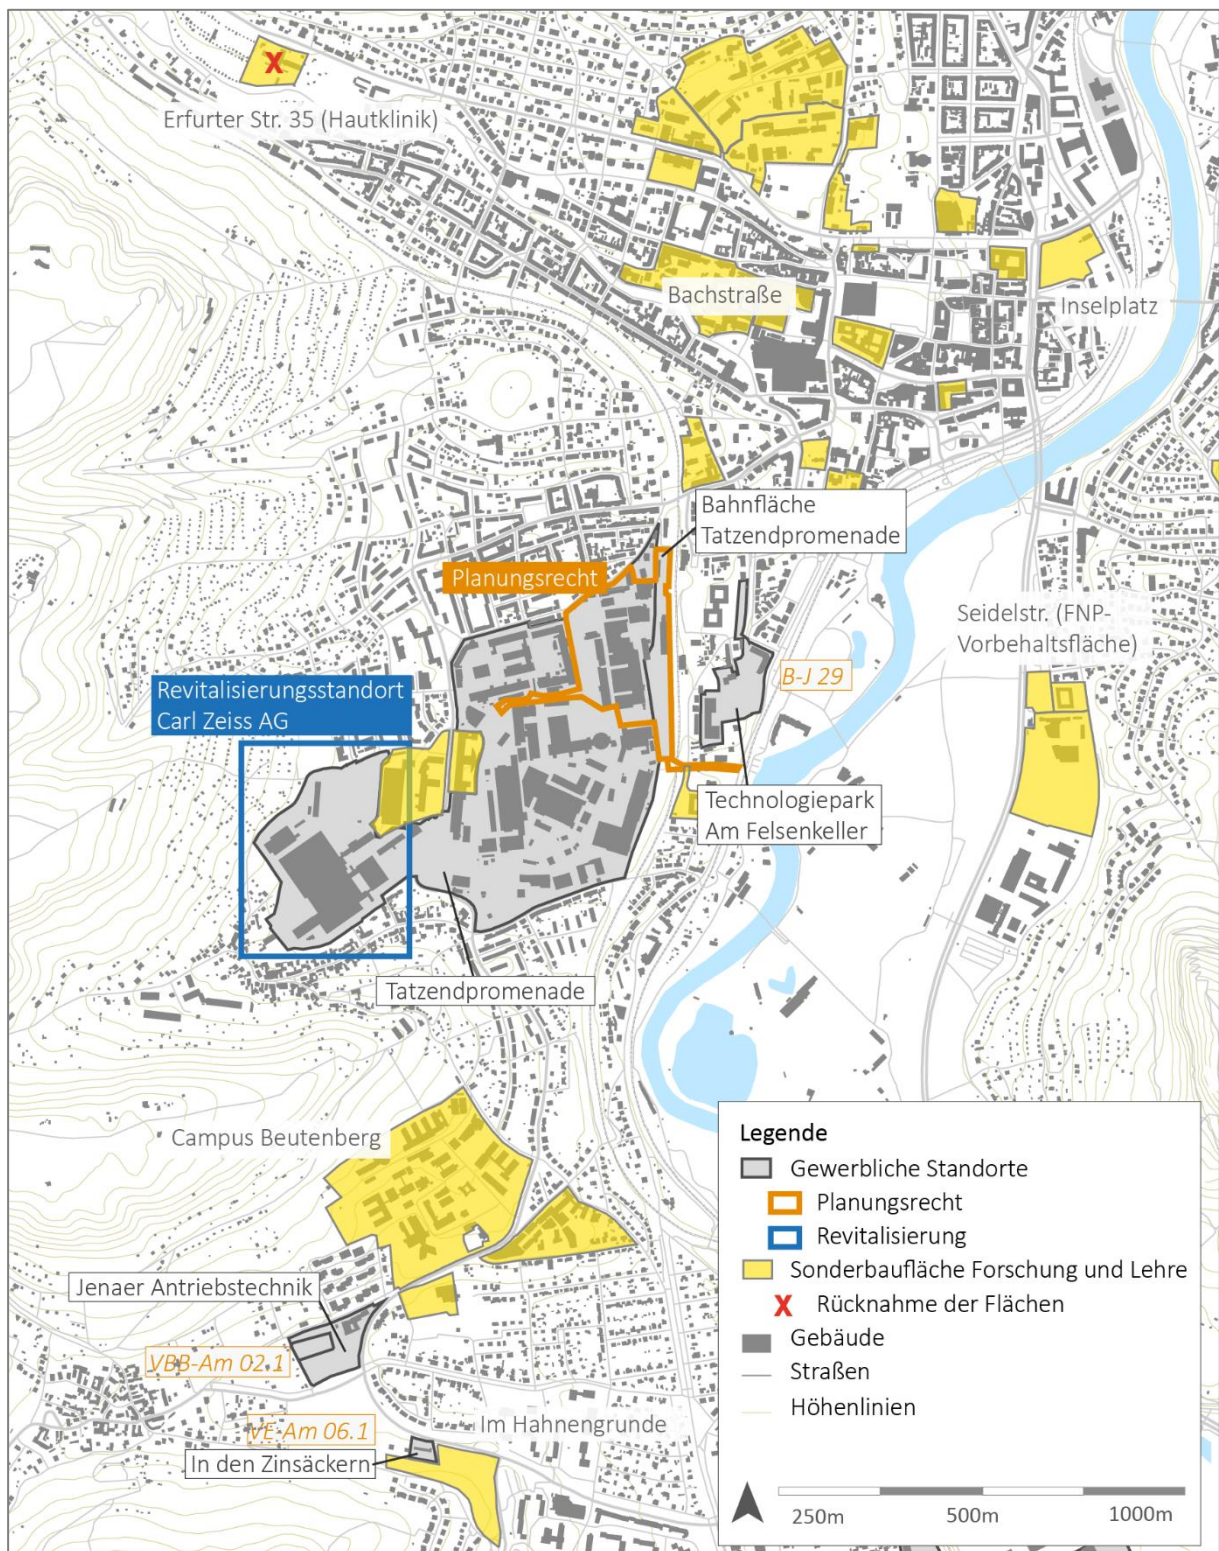 Erfurter Str. 35 (Hautklinik)
Bachstraße
Inselplatz
Bahnfläche
Tatzendpromenade
Planungsrecht
Seidelstr. (FNP-
Vorbehaltsfläche)
B-J 29
Revitalisierungsstandort
Carl Zeiss AG
Technologiepark
Am Felsenkeller
Tatzendpromenade
Campus Beutenberg
Jenaer Antriebstechnik
VBB-Am 02.1
VE-Am 06.1
Im Hahnengrunde
In den Zinsäckern
Legende
Gewerbliche Standorte
Planungsrecht
Revitalisierung
Sonderbaufläche Forschung und Lehre
X Rücknahme der Flächen
Gebäude
Straßen
Höhenlinien
250m 500m 1000m